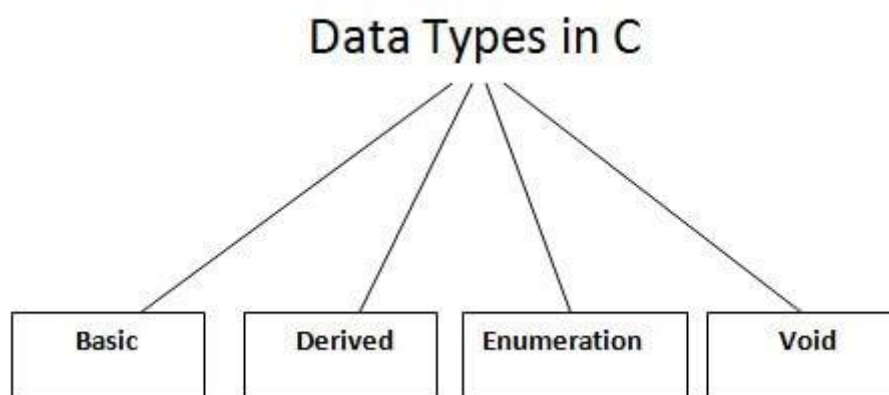 Data Types in C
Basic
Derived
Enumeration
Void